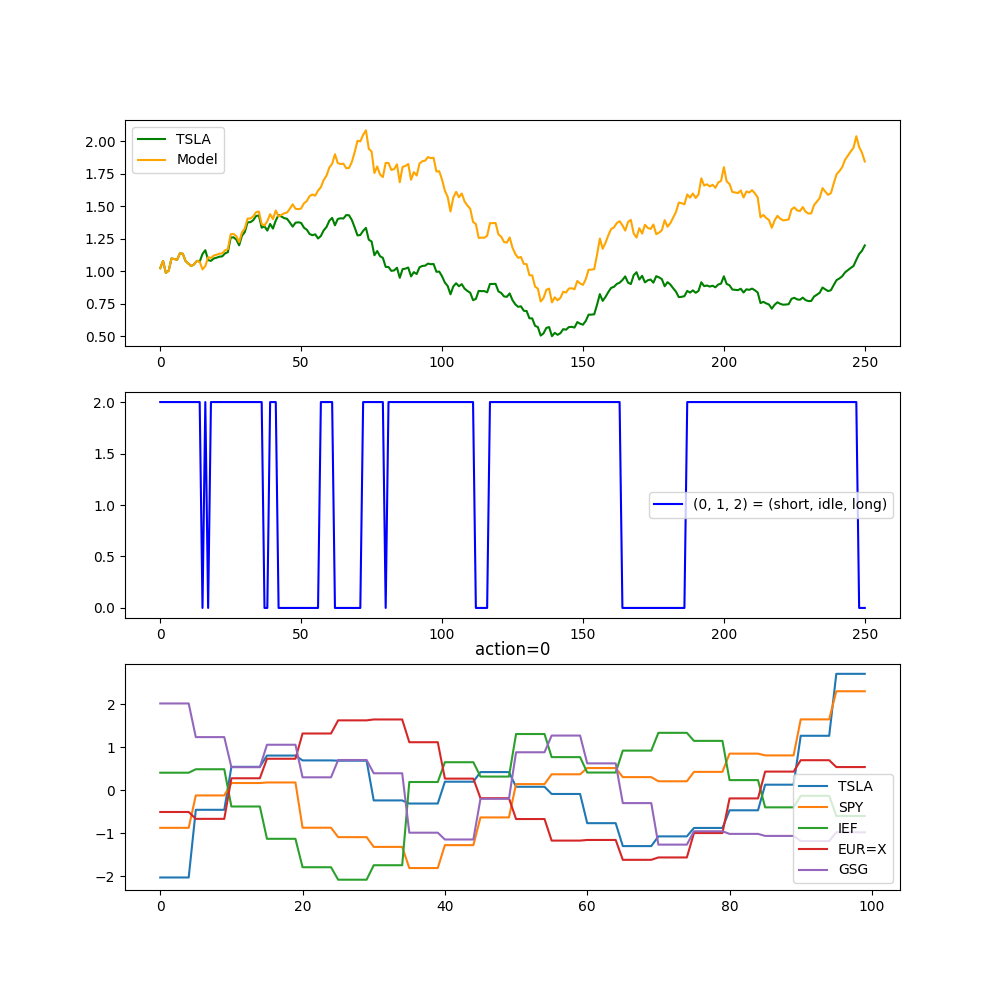 2.00
1.75
1.50
1.25
1.00
0.75
0.50
TSLA
Model
0 50 100 150 200 250
2.0
1.5
1.0
0.5
0.0
(0, 1, 2) = (short, idle, long)
0 50 100 150 200 250
action=0
2
1
0
−1
−2
TSLA
SPY
IEF
EUR=X
GSG
0 20 40 60 80 100